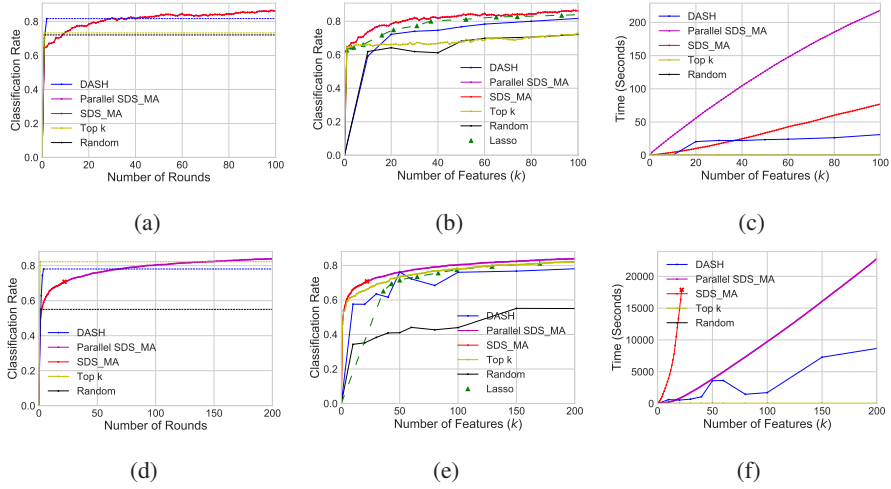 0.8
0.6
0.4
0.2
0.0
Classification Rate
DASH
Parallel SDS_MA
SDS_MA
Top k
Random
0 20 40 60 80 100
Number of Rounds
(a)
0.8
0.6
0.4
0.2
0.0
Classification Rate
DASH
Parallel SDS_MA
SDS_MA
Top k
Random
Lasso
0 20 40 60 80 100
Number of Features (k)
(b)
200
150
100
50
0
Time (Seconds)
DASH
Parallel SDS_MA
SDS_MA
Top k
Random
0 20 40 60 80 100
Number of Features (k)
(c)
0.8
0.6
0.4
0.2
0.0
Classification Rate
DASH
Parallel SDS_MA
SDS_MA
Top k
Random
0 50 100 150 200
Number of Rounds
(d)
0.8
0.6
0.4
0.2
0.0
Classification Rate
DASH
Parallel SDS_MA
SDS_MA
Top k
Random
Lasso
0 50 100 150 200
Number of Features (k)
(e)
20000
15000
10000
5000
0
Time (Seconds)
DASH
Parallel SDS_MA
SDS_MA
Top k
Random
0 50 100 150 200
Number of Features (k)
(f)